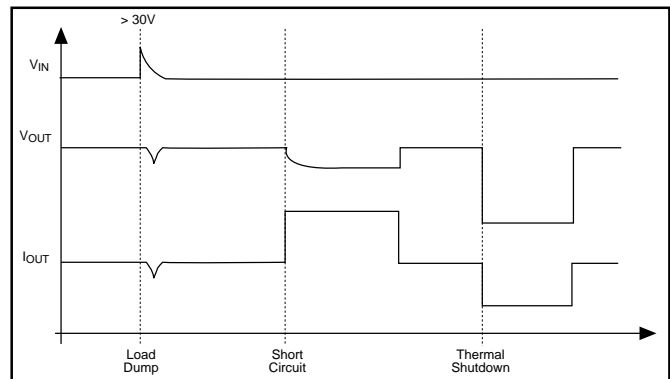 > 30V
VIN
VOUT
IOUT
Load
Dump
Short
Circuit
Thermal
Shutdown